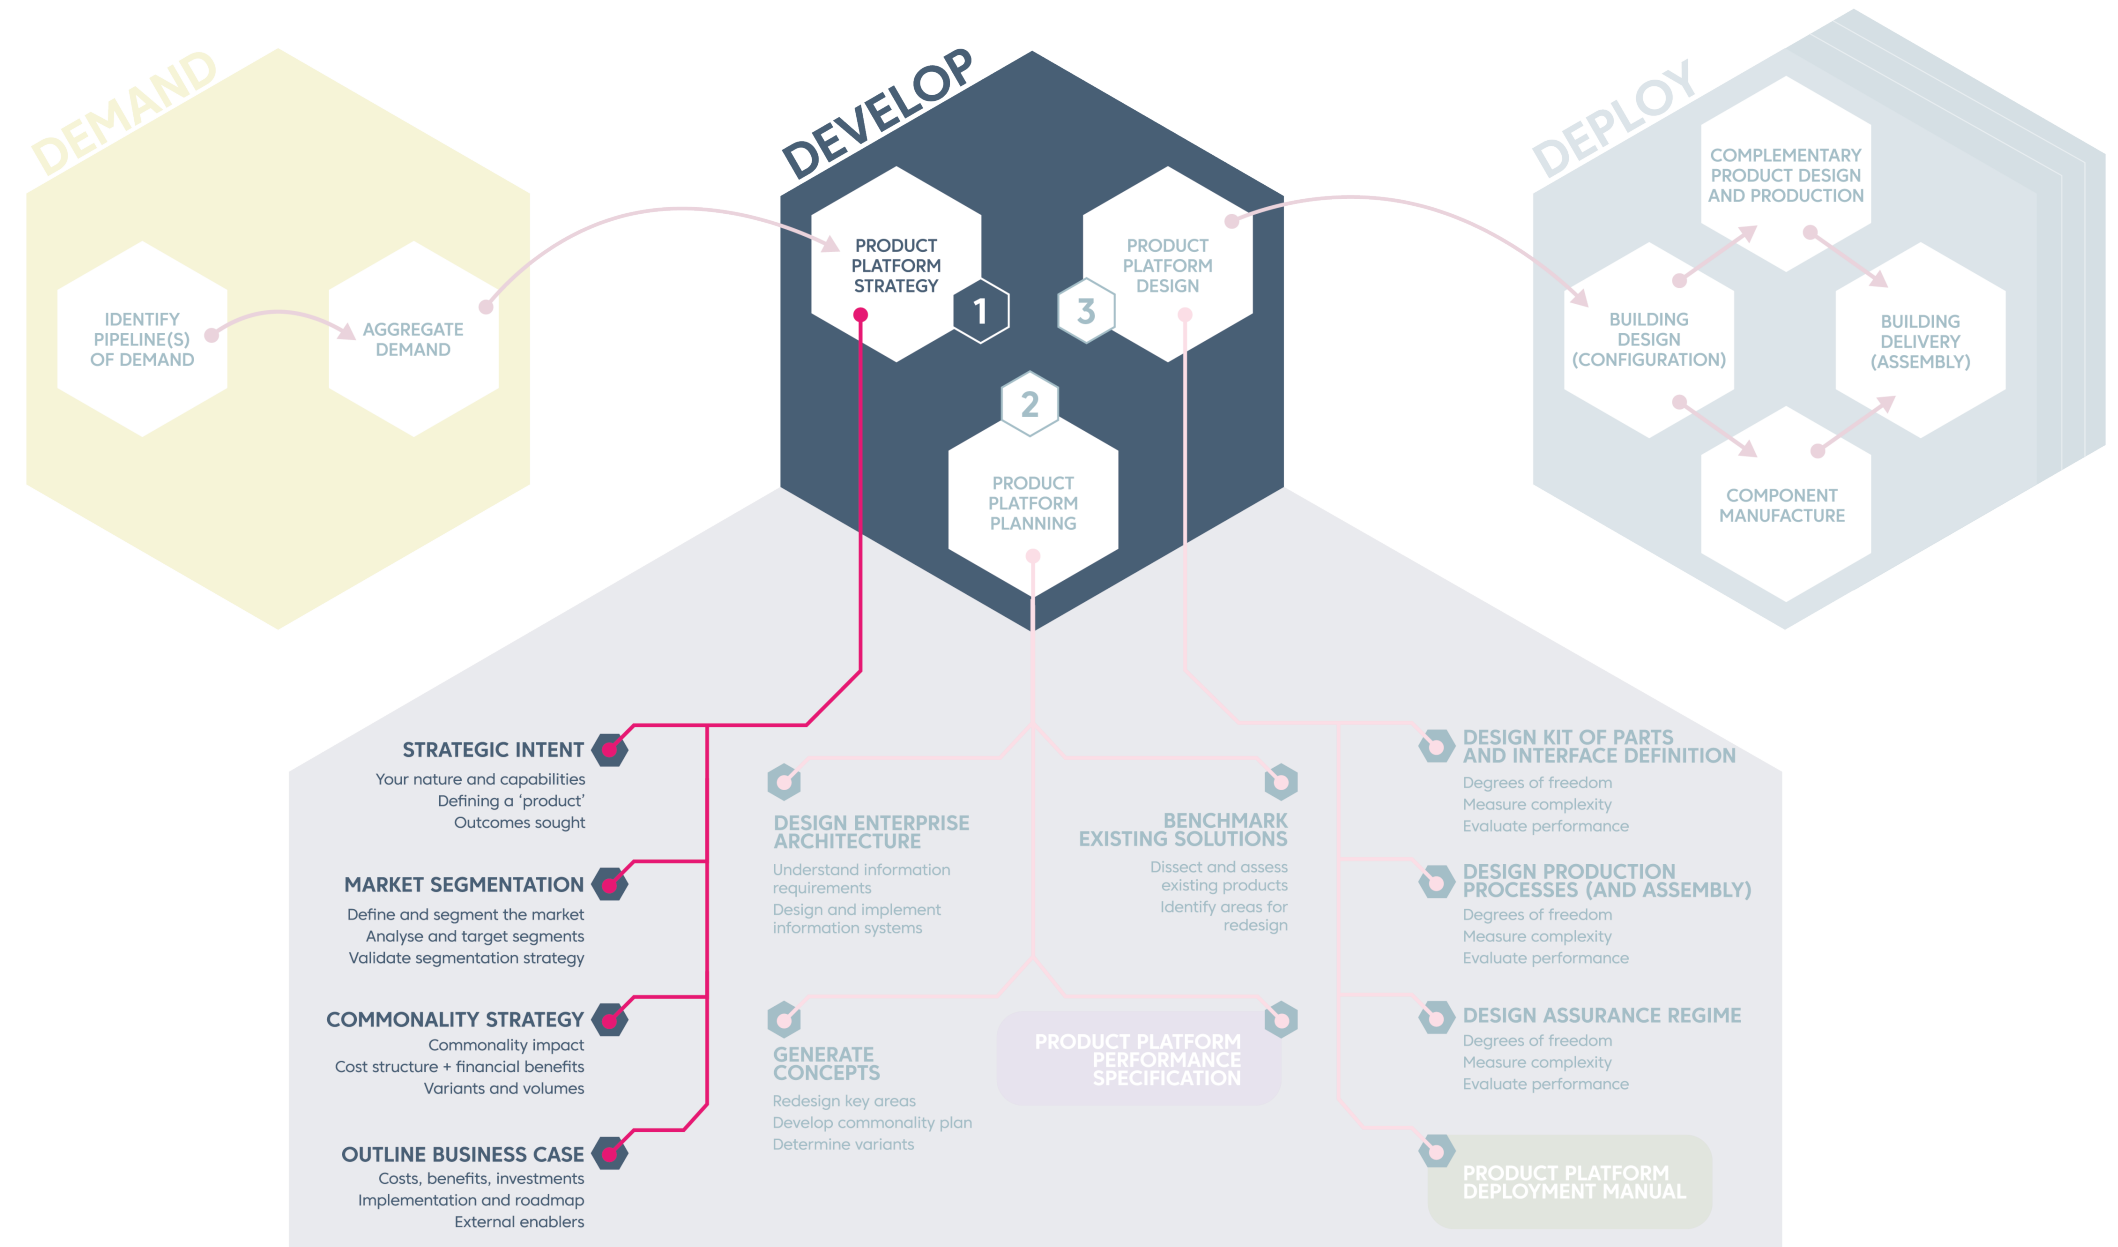 DEMAND
IDENTIFY
PIPELINE(S)
OF DEMAND
AGGREGATE
DEMAND
DEVELOP
PRODUCT
PLATFORM
STRATEGY
1
PRODUCT
PLATFORM
DESIGN
3
2
PRODUCT
PLATFORM
PLANNING
DEPLOY
COMPLEMENTARY
PRODUCT DESIGN
AND PRODUCTION
BUILDING
DESIGN
(CONFIGURATION)
BUILDING
DELIVERY
(ASSEMBLY)
COMPONENT
MANUFACTURE
STRATEGIC INTENT
Your nature and capabilities
Defining a ‘product’
Outcomes sought
MARKET SEGMENTATION
Define and segment the market
Analyse and target segments
Validate segmentation strategy
COMMONALITY STRATEGY
Commonality impact
Cost structure + financial benefits
Variants and volumes
OUTLINE BUSINESS CASE
Costs, benefits, investments
Implementation and roadmap
External enablers
DESIGN ENTERPRISE
ARCHITECTURE
Understand information
requirements
Design and implement
information systems
GENERATE
CONCEPTS
Redesign key areas
Develop commonality plan
Determine variants
BENCHMARK
EXISTING SOLUTIONS
Dissect and assess
existing products
Identify areas for
redesign
PRODUCT PLATFORM
PERFORMANCE
SPECIFICATION
DESIGN KIT OF PARTS
AND INTERFACE DEFINITION
Degrees of freedom
Measure complexity
Evaluate performance
DESIGN PRODUCTION
PROCESSES (AND ASSEMBLY)
Degrees of freedom
Measure complexity
Evaluate performance
DESIGN ASSURANCE REGIME
Degrees of freedom
Measure complexity
Evaluate performance
PRODUCT PLATFORM
DEPLOYMENT MANUAL